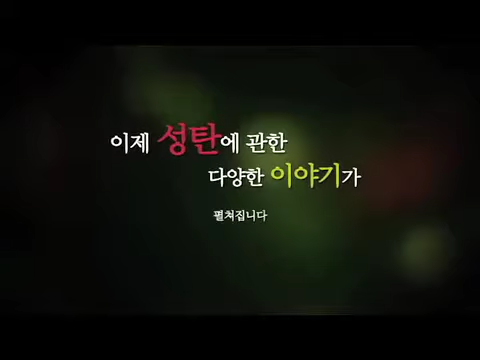 이제 성탄에 관한
다양한 이야기가
펼쳐집니다